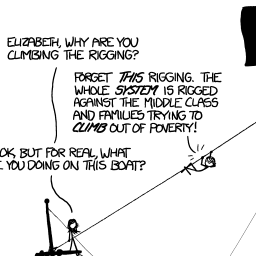 ELIZABETH, WHY ARE YOU
CLIMBING THE RIGGING?
FORGET THIS RIGGING. THE
WHOLE SYSTEM IS RIGGED
AGAINST THE MIDDLE CLASS
AND FAMILIES TRYING TO
CLIMB OUT OF POVERTY!
BUT FOR REAL, WHAT
YOU DOING ON THIS BOAT?